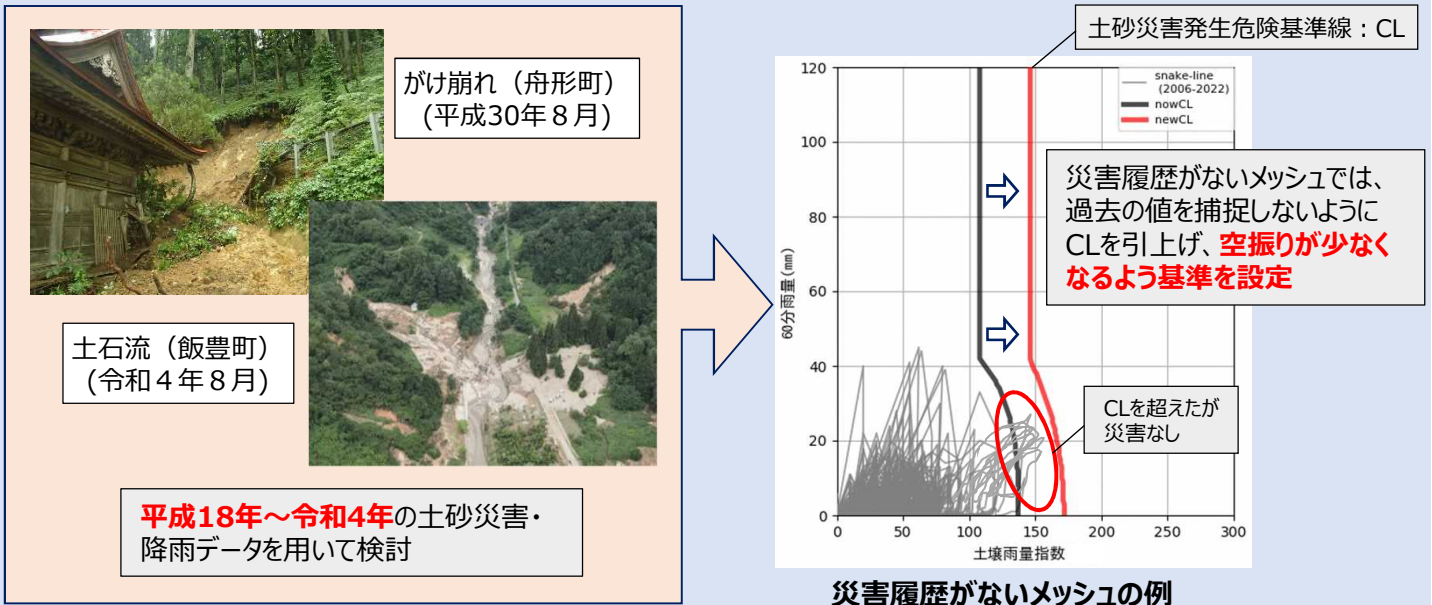 がけ崩れ（舟形町）
(平成30年８月)
土石流（飯豊町）
(令和４年８月)
平成18年～令和4年の土砂災害・
降雨データを用いて検討
土砂災害発生危険基準線：CL
snake-line
(2006-2022)
nowCL
newCL
災害履歴がないメッシュでは、
過去の値を捕捉しないように
CLを引上げ、空振りが少なく
なるよう基準を設定
CLを超えたが
災害なし
60分雨量(mm)
120
100
80
60
40
20
0
0 50 100 150 200 250 300
土壌雨量指数
災害履歴がないメッシュの例